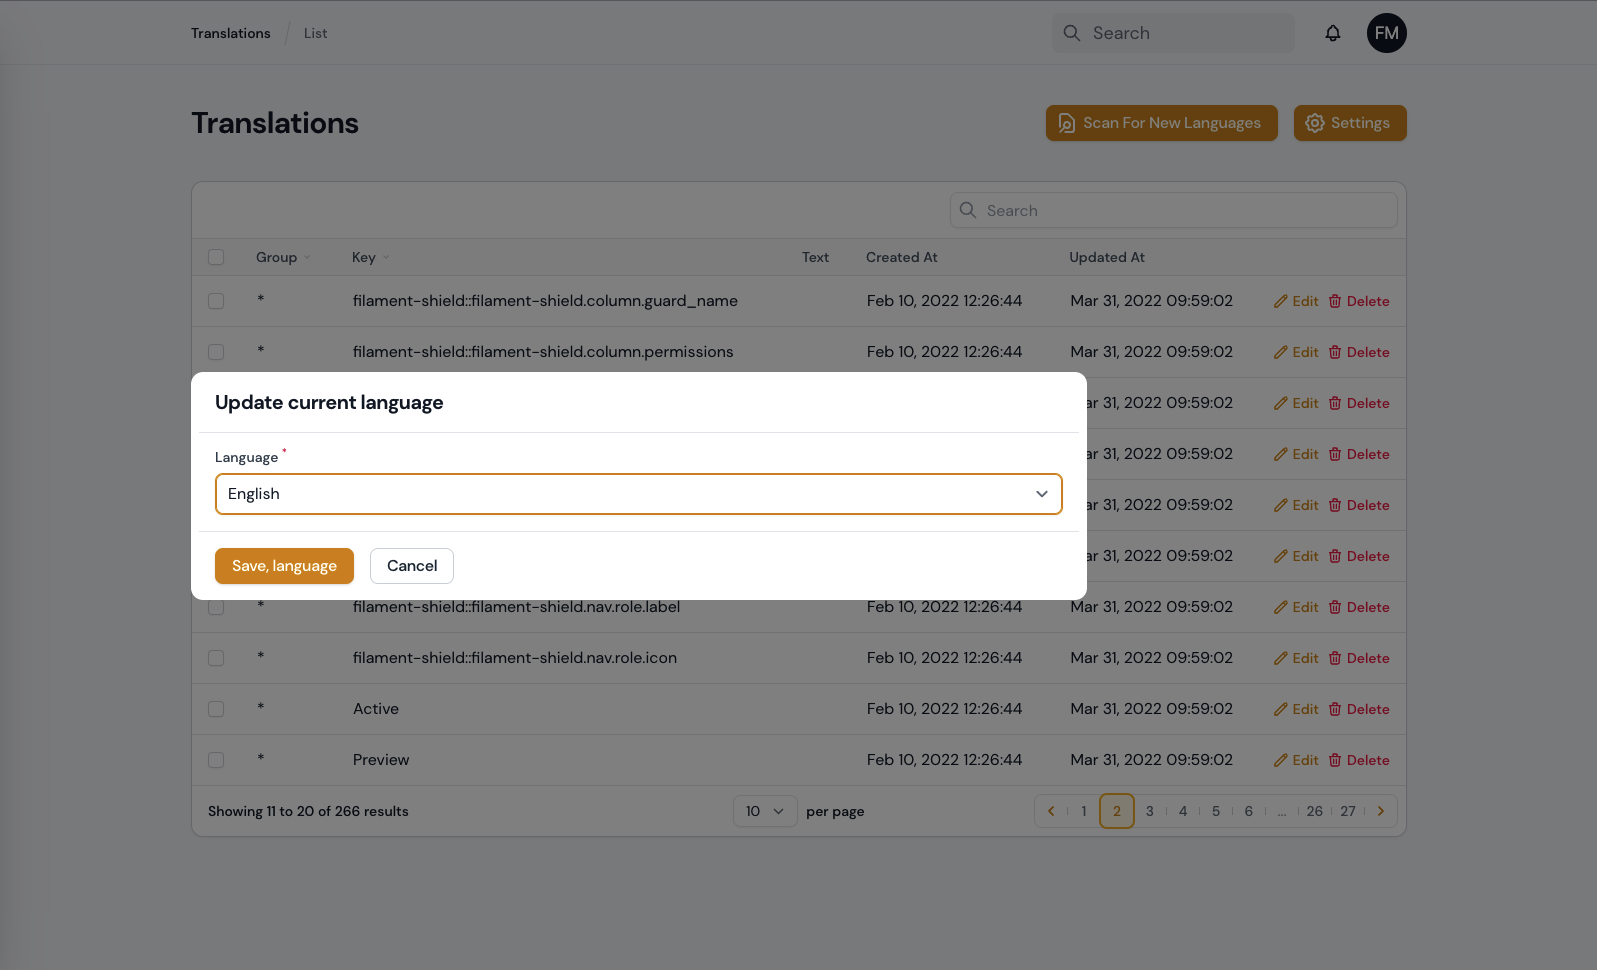 Translations / List
Search
FM
Translations
Scan For New Languages
Settings
Search
Group Key Text Created At Updated At
* filament-shield::filament-shield.column.guard_name Feb 10, 2022 12:26:44 Mar 31, 2022 09:59:02 Edit Delete
* filament-shield::filament-shield.column.permissions Feb 10, 2022 12:26:44 Mar 31, 2022 09:59:02 Edit Delete
Update current language
Language *
English
Save, language
Cancel
ar 31, 2022 09:59:02 Edit Delete
ar 31, 2022 09:59:02 Edit Delete
ar 31, 2022 09:59:02 Edit Delete
ar 31, 2022 09:59:02 Edit Delete
* filament-shield::filament-shield.nav.role.label Feb 10, 2022 12:26:44 Mar 31, 2022 09:59:02 Edit Delete
* filament-shield::filament-shield.nav.role.icon Feb 10, 2022 12:26:44 Mar 31, 2022 09:59:02 Edit Delete
* Active Feb 10, 2022 12:26:44 Mar 31, 2022 09:59:02 Edit Delete
* Preview Feb 10, 2022 12:26:44 Mar 31, 2022 09:59:02 Edit Delete
Showing 11 to 20 of 266 results 10 per page 1 2 3 4 5 6 ... 26 27